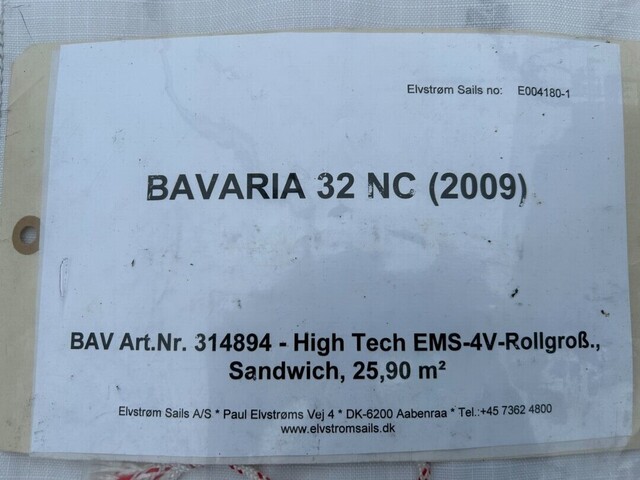 Elvstrøm Sails no: E004180-1
BAVARIA 32 NC (2009)
BAV Art.Nr. 314894 - High Tech EMS-4V-Rollgroß.,
Sandwich, 25,90 m²
Elvstrøm Sails A/S * Paul Elvstrøms Vej 4 * DK-6200 Aabenraa * Tel.:+45 7362 4800
www.elvstromsails.dk